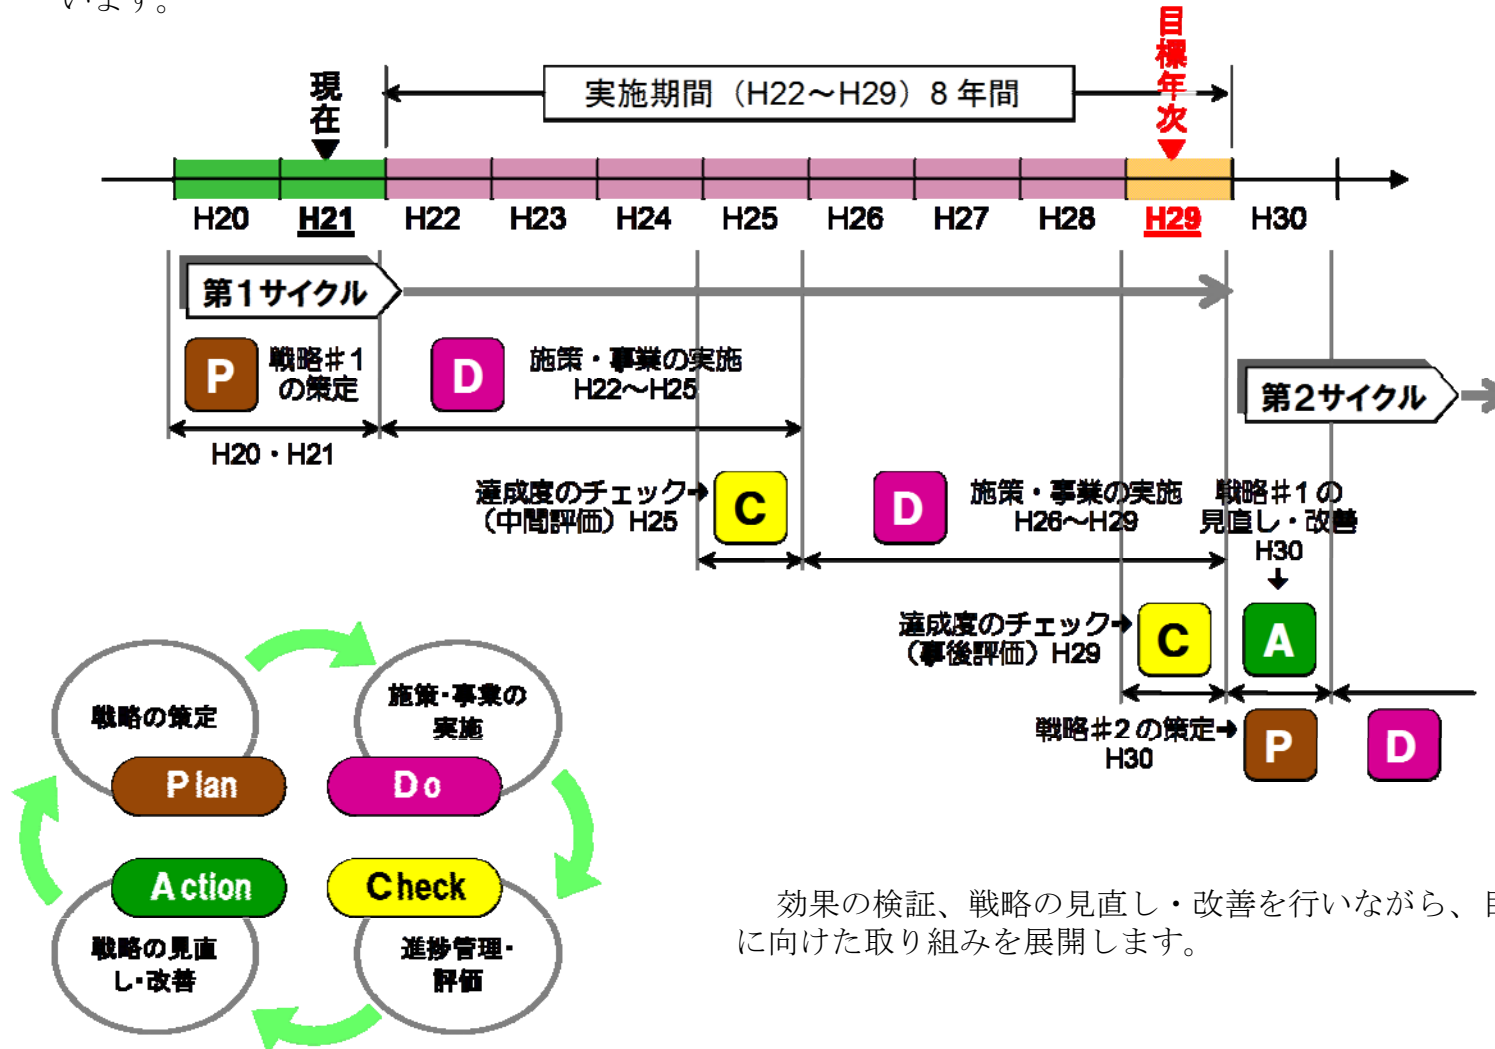 います。
目標年次
現在
実施期間（H22～H29）8年間
H20 H21 H22 H23 H24 H25 H26 H27 H28 H29 H30
第1サイクル
P
戦略＃1
の策定
D
施策・事業の実施
H22～H25
第2サイクル
H20・H21
達成度のチェック→
（中間評価）H25
C
D
施策・事業の実施
H26～H29
戦略＃1の
見直し・改善
H30
↓
達成度のチェック→
（事後評価）H29
C
A
戦略＃2の策定→
H30
P
D
戦略の策定
Plan
施策・事業の
実施
Do
Action
戦略の見直
し・改善
Check
進捗管理・
評価
効果の検証、戦略の見直し・改善を行いながら、目
に向けた取り組みを展開します。